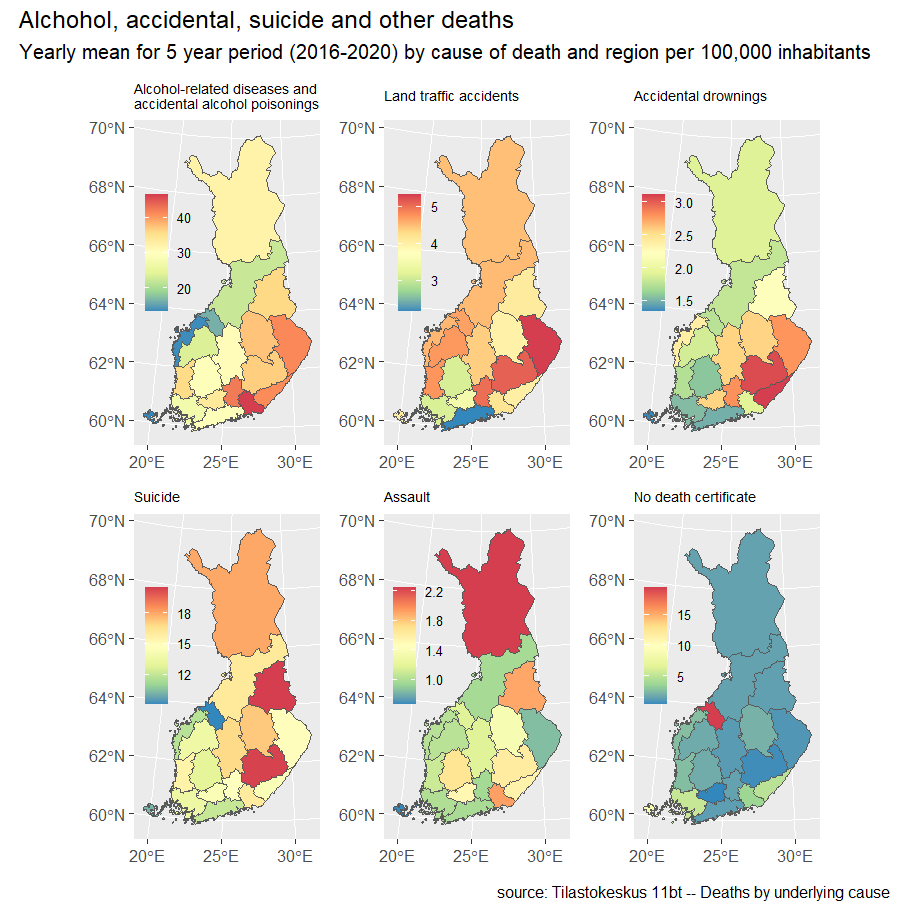 Alchohol, accidental, suicide and other deaths
Yearly mean for 5 year period (2016-2020) by cause of death and region per 100,000 inhabitants
Alcohol-related diseases and
accidental alcohol poisonings
70°N
68°N
66°N
64°N
62°N
60°N
40
30
20
20°E 25°E 30°E
Land traffic accidents
70°N
68°N
66°N
64°N
62°N
60°N
5
4
3
20°E 25°E 30°E
Accidental drownings
70°N
68°N
66°N
64°N
62°N
60°N
3.0
2.5
2.0
1.5
20°E 25°E 30°E
Suicide
70°N
68°N
66°N
64°N
62°N
60°N
18
15
12
20°E 25°E 30°E
Assault
70°N
68°N
66°N
64°N
62°N
60°N
2.2
1.8
1.4
1.0
20°E 25°E 30°E
No death certificate
70°N
68°N
66°N
64°N
62°N
60°N
15
10
5
20°E 25°E 30°E
source: Tilastokeskus 11bt -- Deaths by underlying cause